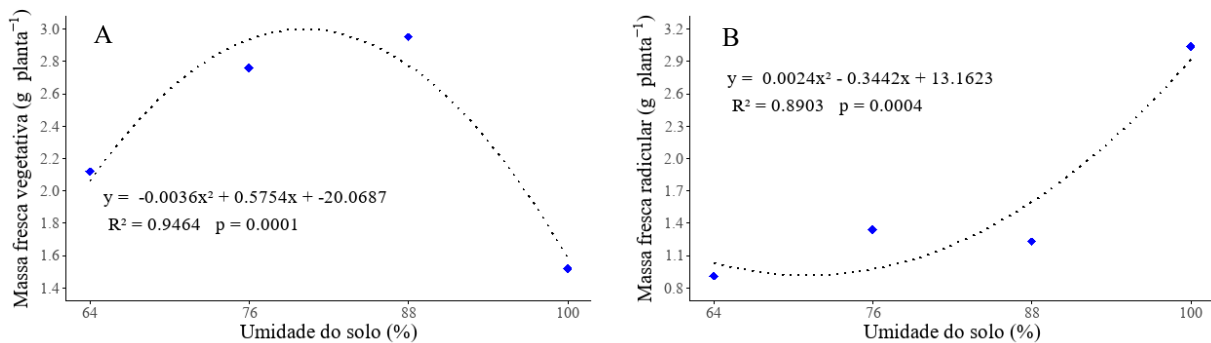 A
Massa fresca vegetativa (g planta⁻¹)
3.0
2.8
2.6
2.4
2.2
2.0
1.8
1.6
1.4
y = -0.0036x² + 0.5754x + -20.0687
R² = 0.9464 p = 0.0001
64
76
88
100
Umidade do solo (%)
B
Massa fresca radicular (g planta⁻¹)
3.2
2.9
2.6
2.3
2.0
1.7
1.4
1.1
0.8
y = 0.0024x² - 0.3442x + 13.1623
R² = 0.8903 p = 0.0004
64
76
88
100
Umidade do solo (%)